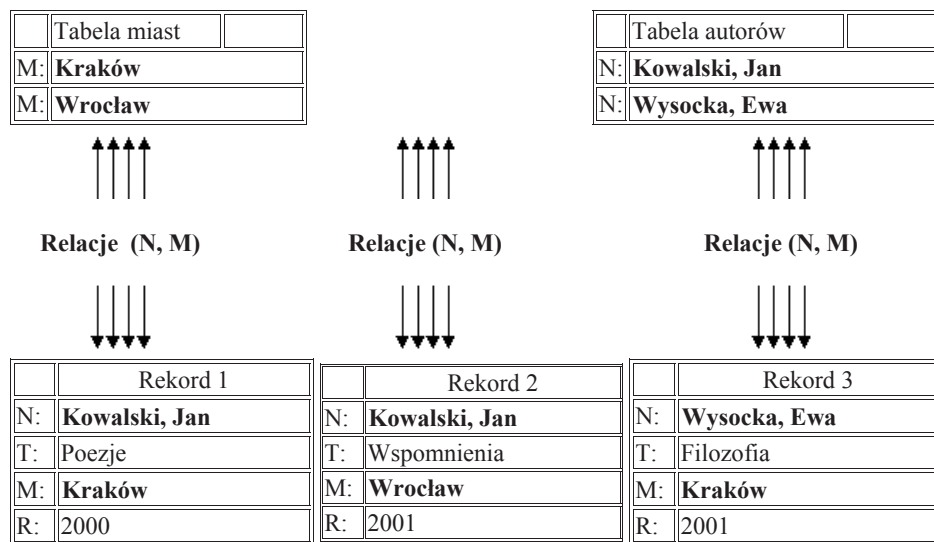 Tabela miast
M: Kraków
M: Wrocław
Tabela autorów
N: Kowalski, Jan
N: Wysocka, Ewa
Relacje (N, M)
Relacje (N, M)
Relacje (N, M)
Rekord 1
N: Kowalski, Jan
T: Poezje
M: Kraków
R: 2000
Rekord 2
N: Kowalski, Jan
T: Wspomnienia
M: Wrocław
R: 2001
Rekord 3
N: Wysocka, Ewa
T: Filozofia
M: Kraków
R: 2001